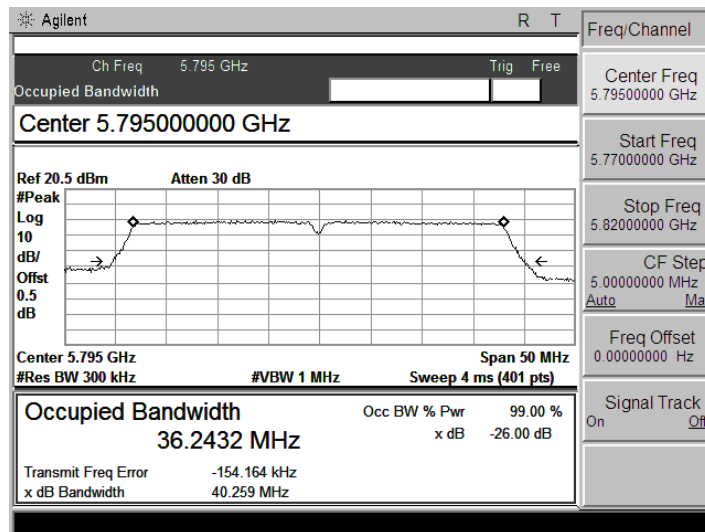 Agilent R T
Ch Freq 5.795 GHz Trig Free
Occupied Bandwidth
Center 5.795000000 GHz
Ref 20.5 dBm Atten 30 dB
#Peak
Log
10
dB/
Offst
0.5
dB
Center 5.795 GHz Span 50 MHz
#Res BW 300 kHz #VBW 1 MHz Sweep 4 ms (401 pts)
Occupied Bandwidth
36.2432 MHz
Occ BW % Pwr 99.00 %
x dB -26.00 dB
Transmit Freq Error -154.164 kHz
x dB Bandwidth 40.259 MHz
Freq/Channel
Center Freq
5.79500000 GHz
Start Freq
5.77000000 GHz
Stop Freq
5.82000000 GHz
CF Step
5.00000000 MHz
Auto Ma
Freq Offset
0.00000000 Hz
Signal Track
On Off